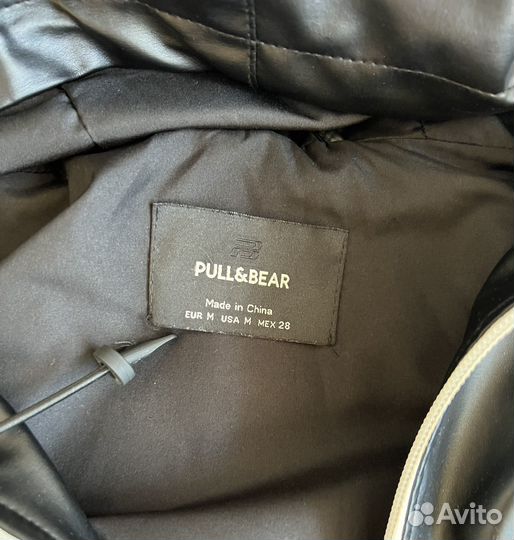 PULL&BEAR
Made in China
EUR M USA M MEX 28
Avito